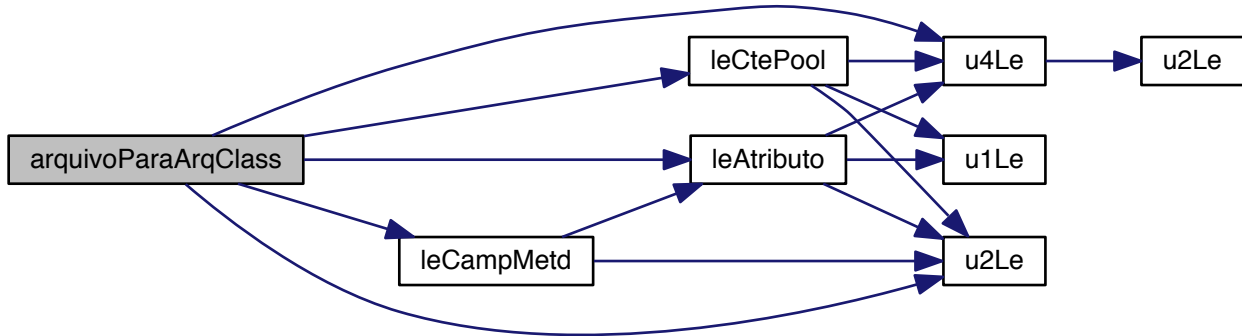 leCtePool
u4Le
u2Le
arquivoParaArqClass
leAtributo
u1Le
leCampMetd
u2Le